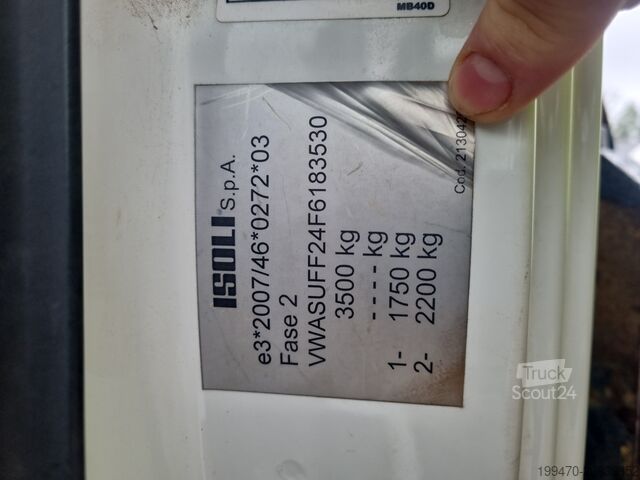 MB40D
ISOLI S.p.A.
e3*2007/46*0272*03
Fase 2
VWASUFF24F6183530
3500 kg
---- kg
1- 1750 kg
2- 2200 kg
Truck
Scout24